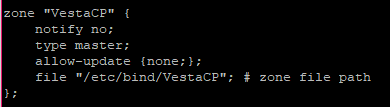 zone "VestaCP" {
    notify no;
    type master;
    allow-update {none;};
    file "/etc/bind/VestaCP"; # zone file path
};